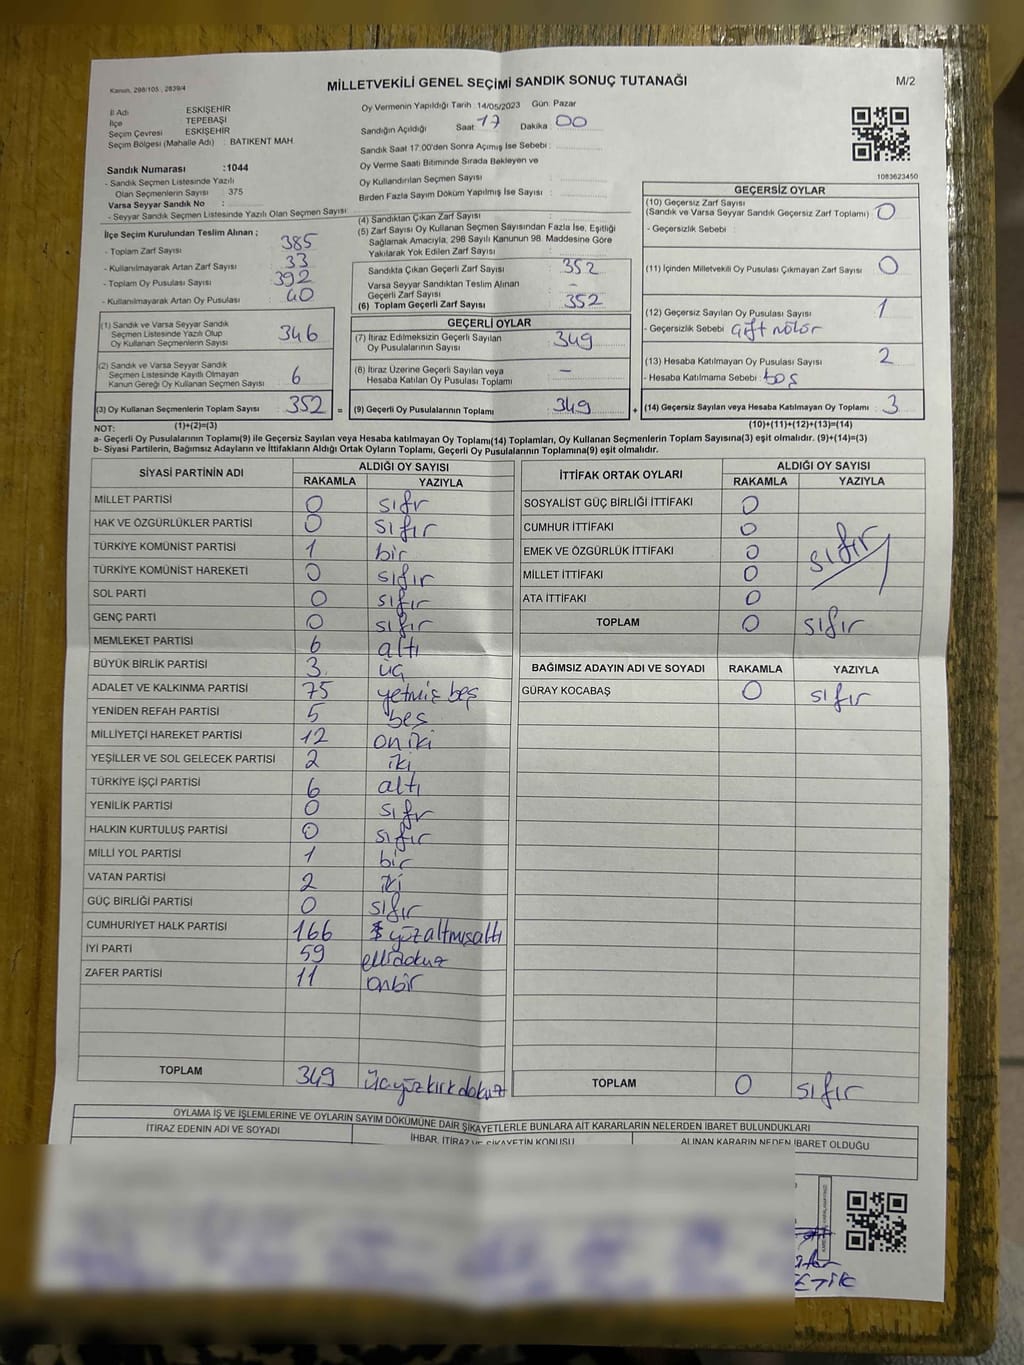 Kanun, 298/105 , 2839/4
MİLLETVEKİLİ GENEL SEÇİMİ SANDIK SONUÇ TUTANAĞI
M/2
İl Adı ESKİŞEHİR
İlçe TEPEBAŞI
Seçim Çevresi ESKİŞEHİR
Seçim Bölgesi (Mahalle Adı) : BATIKENT MAH
Oy Vermenin Yapıldığı Tarih :14/05/2023 Gün. Pazar
Sandığın Açıldığı Saat 17 Dakika 00
Sandık Saat 17:00'den Sonra Açımış İse Sebebi :
Oy Verme Saati Bitiminde Sırada Bekleyen ve
Oy Kullandırılan Seçmen Sayısı :
Birden Fazla Sayım Döküm Yapılmış İse Sayısı :
1083623450
Sandık Numarası :1044
- Sandık Seçmen Listesinde Yazılı
Olan Seçmenlerin Sayısı : 375
Varsa Seyyar Sandık No :
- Seyyar Sandık Seçmen Listesinde Yazılı Olan Seçmen Sayısı:
İlçe Seçim Kurulundan Teslim Alınan ;
- Toplam Zarf Sayısı : 385
- Kullanılmayarak Artan Zarf Sayısı : 33
- Toplam Oy Pusulası Sayısı : 392
- Kullanılmayarak Artan Oy Pusulası : 40
(1) Sandık ve Varsa Seyyar Sandık
Seçmen Listesinde Yazılı Olup
Oy Kullanan Seçmenlerin Sayısı : 346
(2) Sandık ve Varsa Seyyar Sandık
Seçmen Listesinde Kayıtlı Olmayan
Kanun Gereği Oy Kullanan Seçmen Sayısı : 6
(3) Oy Kullanan Seçmenlerin Toplam Sayısı : 352 =
(4) Sandıktan Çıkan Zarf Sayısı :
(5) Zarf Sayısı Oy Kullanan Seçmen Sayısından Fazla İse, Eşitliği
Sağlamak Amacıyla, 298 Sayılı Kanunun 98. Maddesine Göre
Yakılarak Yok Edilen Zarf Sayısı :
Sandıkta Çıkan Geçerli Zarf Sayısı : 352
Varsa Seyyar Sandıktan Teslim Alınan
Geçerli Zarf Sayısı : -
(6) Toplam Geçerli Zarf Sayısı : 352
GEÇERLİ OYLAR
(7) İtiraz Edilmeksizin Geçerli Sayılan
Oy Pusulalarının Sayısı : 349
(8) İtiraz Üzerine Geçerli Sayılan veya
Hesaba Katılan Oy Pusulası Toplamı : -
(9) Geçerli Oy Pusulalarının Toplamı : 349 +
GEÇERSİZ OYLAR
(10) Geçersiz Zarf Sayısı
(Sandık ve Varsa Seyyar Sandık Geçersiz Zarf Toplamı) : 0
- Geçersizlik Sebebi :
(11) İçinden Milletvekili Oy Pusulası Çıkmayan Zarf Sayısı : 0
(12) Geçersiz Sayılan Oy Pusulası Sayısı : 1
- Geçersizlik Sebebi : çift
(13) Hesaba Katılmayan Oy Pusulası Sayısı : 2
- Hesaba Katılmama Sebebi : boş
(14) Geçersiz Sayılan veya Hesaba Katılmayan Oy Toplamı : 3
NOT: (1)+(2)=(3) (10)+(11)+(12)+(13)=(14)
a- Geçerli Oy Pusulalarının Toplamı(9) ile Geçersiz Sayılan veya Hesaba katılmayan Oy Toplamı(14) Toplamları, Oy Kullanan Seçmenlerin Toplam Sayısına(3) eşit olmalıdır. (9)+(14)=(3)
b- Siyasi Partilerin, Bağımsız Adayların ve İttifakların Aldığı Ortak Oyların Toplamı, Geçerli Oy Pusulalarının Toplamına(9) eşit olmalıdır.
SİYASİ PARTİNİN ADI ALDIĞI OY SAYISI
RAKAMLA YAZIYLA
MİLLET PARTİSİ 0 sıfır
HAK VE ÖZGÜRLÜKLER PARTİSİ 0 sıfır
TÜRKİYE KOMÜNİST PARTİSİ 1 bir
TÜRKİYE KOMÜNİST HAREKETİ 0 sıfır
SOL PARTİ 0 sıfır
GENÇ PARTİ 0 sıfır
MEMLEKET PARTİSİ 6 altı
BÜYÜK BİRLİK PARTİSİ 3. üç
ADALET VE KALKINMA PARTİSİ 75 yetmiş beş
YENİDEN REFAH PARTİSİ 5 beş
MİLLİYETÇİ HAREKET PARTİSİ 12 on iki
YEŞİLLER VE SOL GELECEK PARTİSİ 2 iki
TÜRKİYE İŞÇİ PARTİSİ 6 altı
YENİLİK PARTİSİ 0 sıfır
HALKIN KURTULUŞ PARTİSİ 0 sıfır
MİLLİ YOL PARTİSİ 1 bir
VATAN PARTİSİ 2 iki
GÜÇ BİRLİĞİ PARTİSİ 0 sıfır
CUMHURİYET HALK PARTİSİ 166 yüzaltmışaltı
İYİ PARTİ 59 ellidokuz
ZAFER PARTİSİ 11 onbir
TOPLAM 349 üçyüzkırkdokuz
İTTİFAK ORTAK OYLARI ALDIĞI OY SAYISI
RAKAMLA YAZIYLA
SOSYALİST GÜÇ BİRLİĞİ İTTİFAKI 0
CUMHUR İTTİFAKI 0
EMEK VE ÖZGÜRLÜK İTTİFAKI 0 sıfır
MİLLET İTTİFAKI 0
ATA İTTİFAKI 0
TOPLAM 0 sıfır
BAĞIMSIZ ADAYIN ADI VE SOYADI RAKAMLA YAZIYLA
GÜRAY KOCABAŞ 0 sıfır
TOPLAM 0 sıfır
OYLAMA İŞ VE İŞLEMLERİNE VE OYLARIN SAYIM DÖKÜMÜNE DAİR ŞİKAYETLERLE BUNLARA AİT KARARLARIN NELERDEN İBARET BULUNDUKLARI
İTİRAZ EDENİN ADI VE SOYADI İHBAR, İTİRAZ VE ŞİKAYETİN KONUSU ALINAN KARARIN NEDEN İBARET OLDUĞU